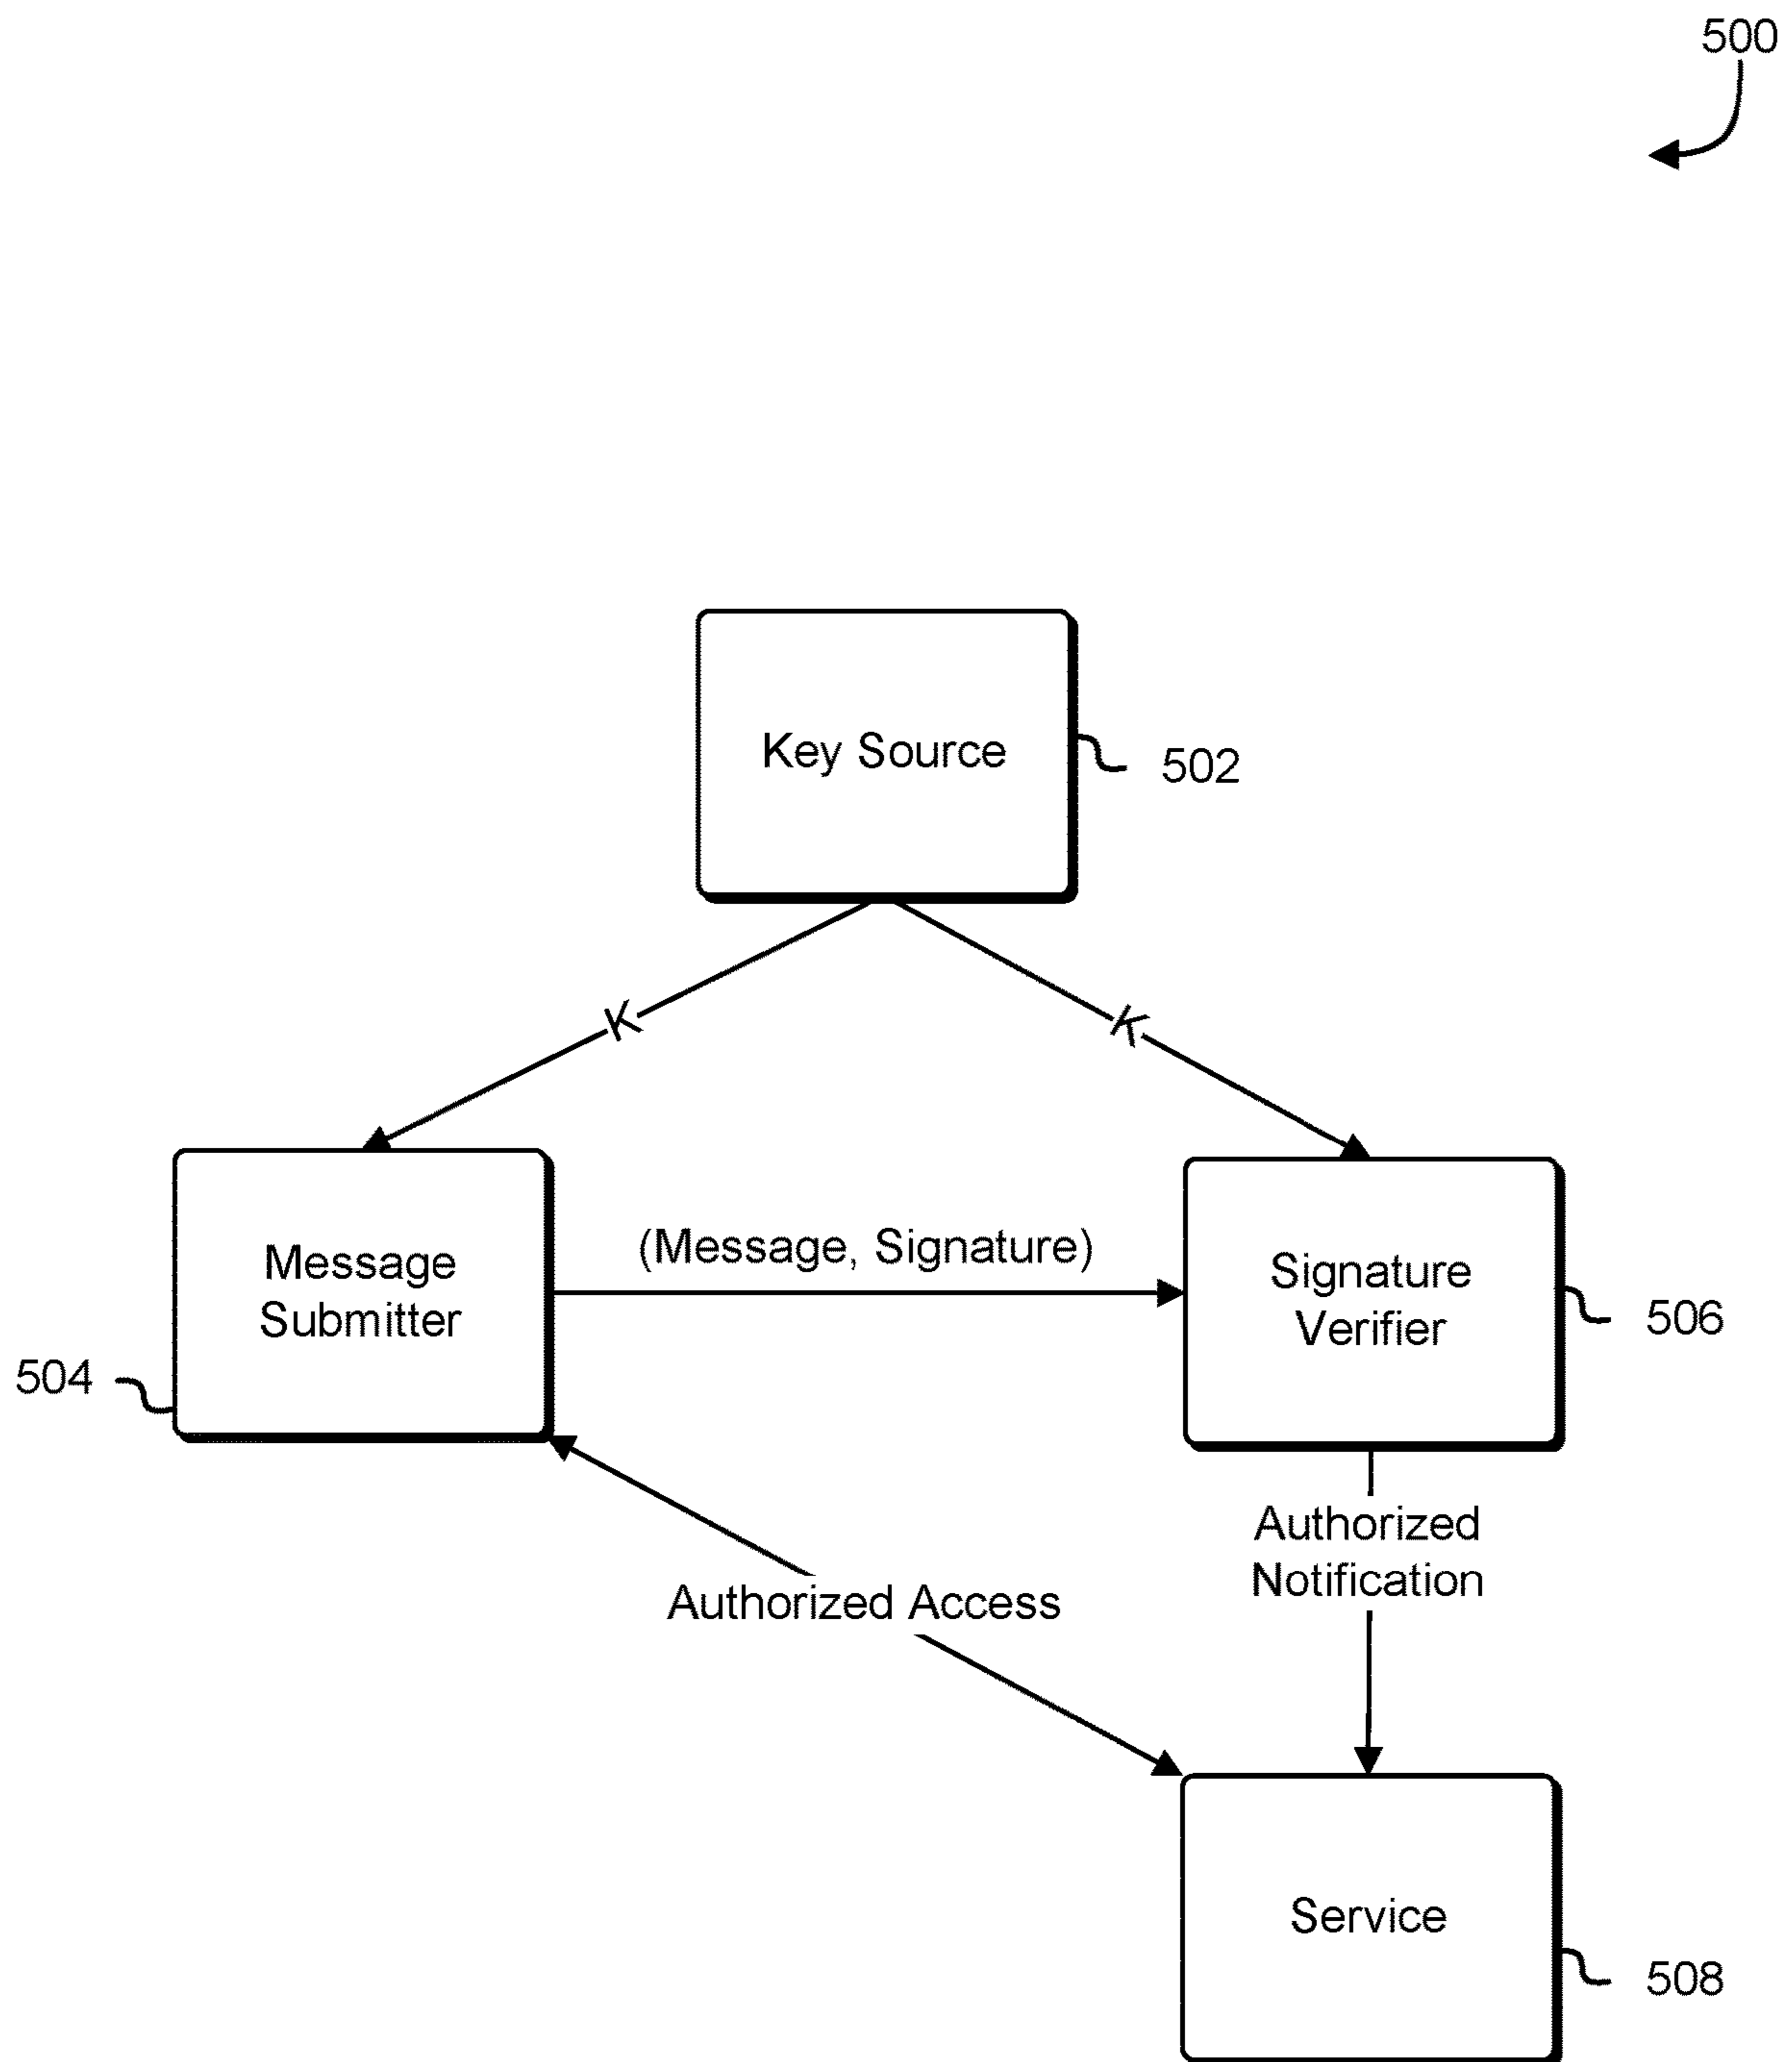 500
Key Source
502
K
K
Message
Submitter
504
(Message, Signature)
Signature
Verifier
506
Authorized
Notification
Authorized Access
Service
508